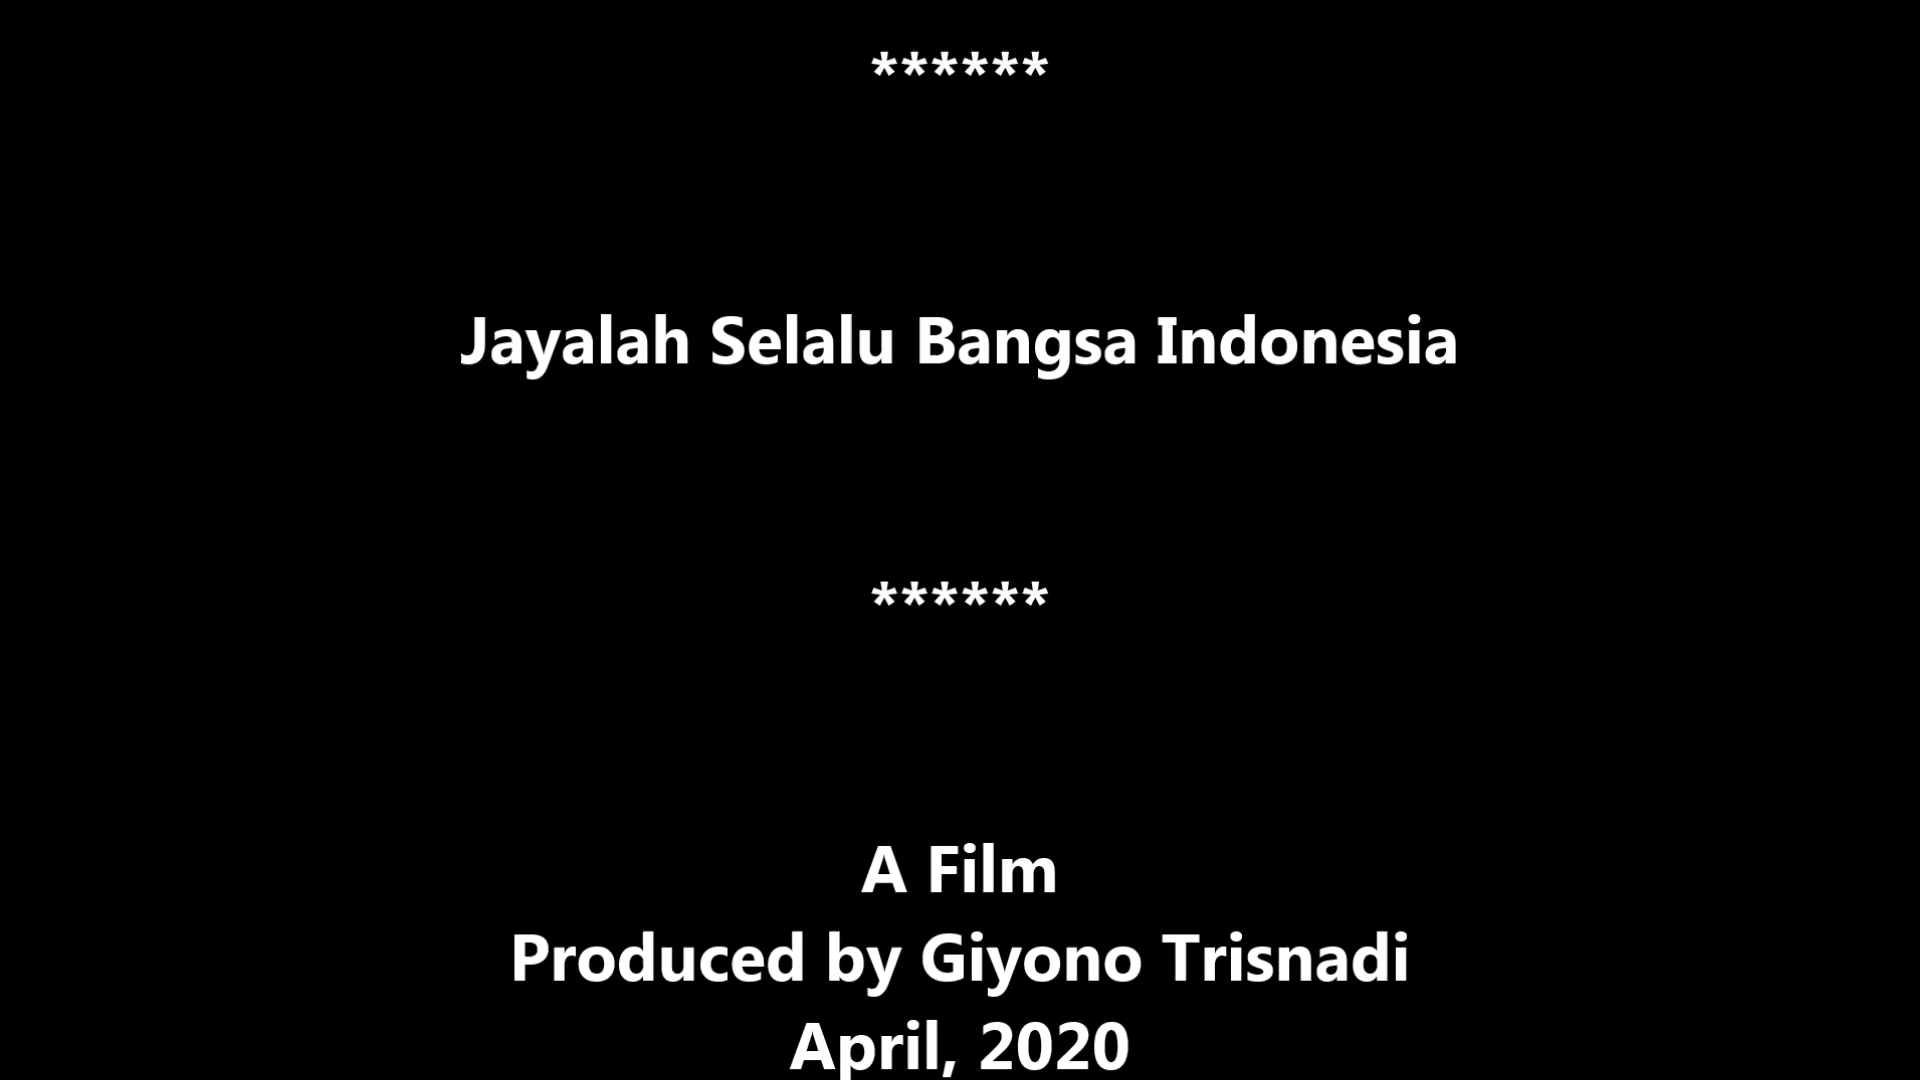 ******
Jayalah Selalu Bangsa Indonesia
******
A Film
Produced by Giyono Trisnadi
April, 2020